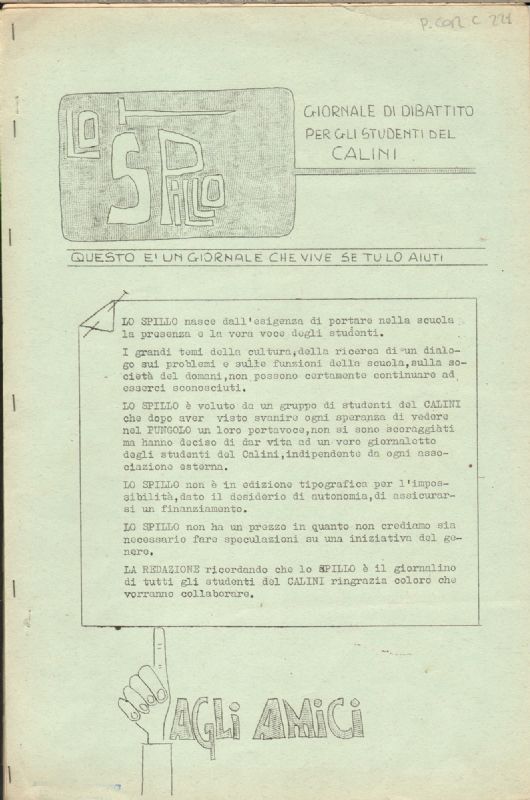 P. COR. C 221
LO SPILLO
GIORNALE DI DIBATTITO
PER GLI STUDENTI DEL
CALINI
QUESTO E' UN GIORNALE CHE VIVE SE TU LO AIUTI
LO SPILLO nasce dall'esigenza di portare nella scuola
la presenza e la vera voce degli studenti.
I grandi temi della cultura,della ricerca di un dialo-
go sui problemi e sulle funzioni della scuola,sulla so-
cietà del domani,non possono certamente continuare ad
esserci sconosciuti.
LO SPILLO è voluto da un gruppo di studenti del CALINI
che dopo aver visto svanire ogni speranza di vedere
nel PUNGOLO un loro portavoce,non si sono scoraggiati
ma hanno deciso di dar vita ad un vero giornaletto
degli studenti del Calini,indipendente da ogni asso-
ciazione esterna.
LO SPILLO non è in edizione tipografica per l'impos-
sibilità,dato il desiderio di autonomia,di assicurar-
si un finanziamento.
LO SPILLO non ha un prezzo in quanto non crediamo sia
necessario fare speculazioni su una iniziativa del ge-
nere.
LA REDAZIONE ricordando che lo SPILLO è il giornalino
di tutti gli studenti del CALINI ringrazia coloro che
vorranno collaborare.
AGLI AMICI